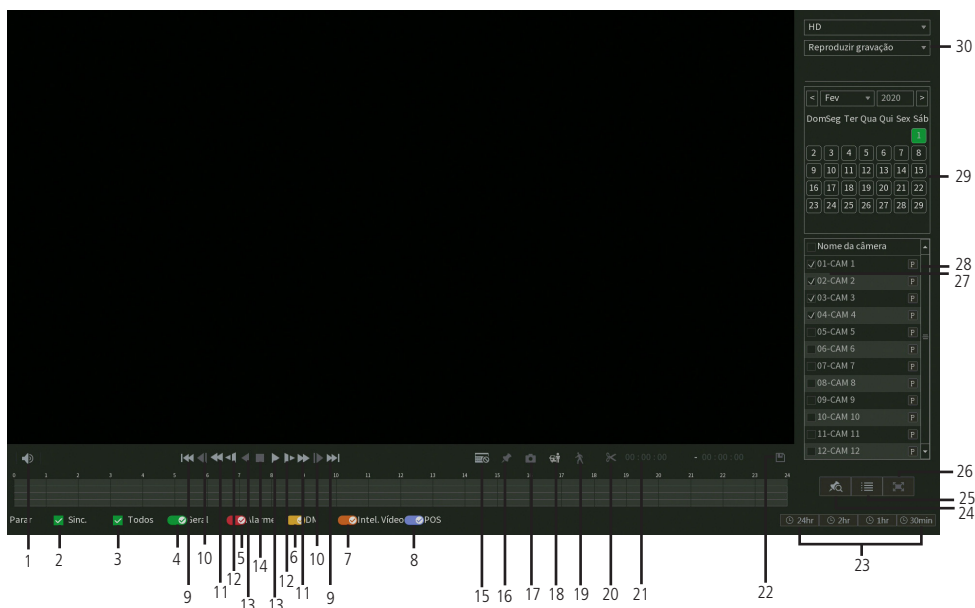 HD
Reproduzir gravação
30
< Fev 2020 >
Dom Seg Ter Qua Qui Sex Sáb
1
2 3 4 5 6 7 8
9 10 11 12 13 14 15
16 17 18 19 20 21 22
23 24 25 26 27 28 29
29
Nome da câmera
01-CAM 1 P
28
27
02-CAM 2 P
03-CAM 3 P
04-CAM 4 P
05-CAM 5 P
06-CAM 6 P
07-CAM 7 P
08-CAM 8 P
09-CAM 9 P
10-CAM 10 P
11-CAM 11 P
12-CAM 12 P
00:00:00 - 00:00:00
0 1 2 3 4 5 6 7 8 9 10 11 12 13 14 15 16 17 18 19 20 21 22 23 24
26
25
24
Parar Sinc. Todos Geral Alarme DM Intel. Vídeo POS
24hr 2hr 1hr 30min
1 2 3 4 10 5 6 10 7 8
11 12 14 12 11
9 13 13 9
15 16 17 18 19 20 21 22
23